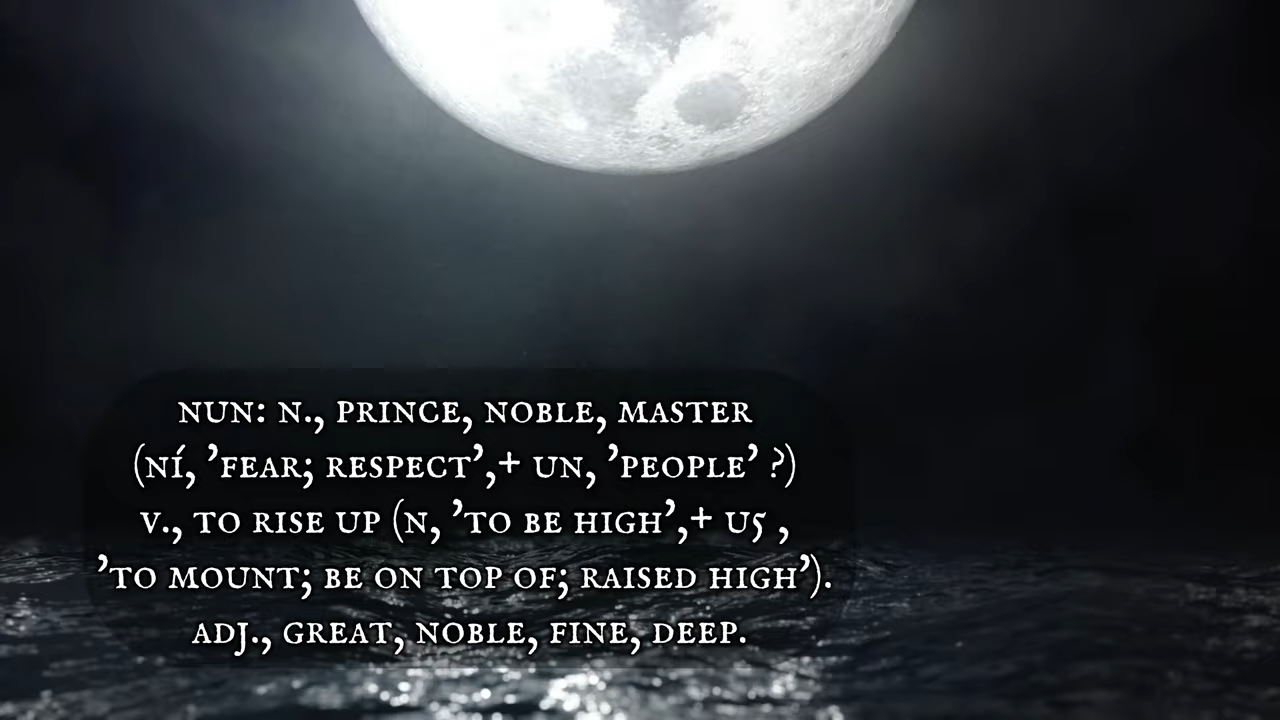 nun: n., prince, noble, master
(ní, 'fear; respect',+ un, 'people' ?)
v., to rise up (n, 'to be high',+ u5 ,
'to mount; be on top of; raised high').
adj., great, noble, fine, deep.